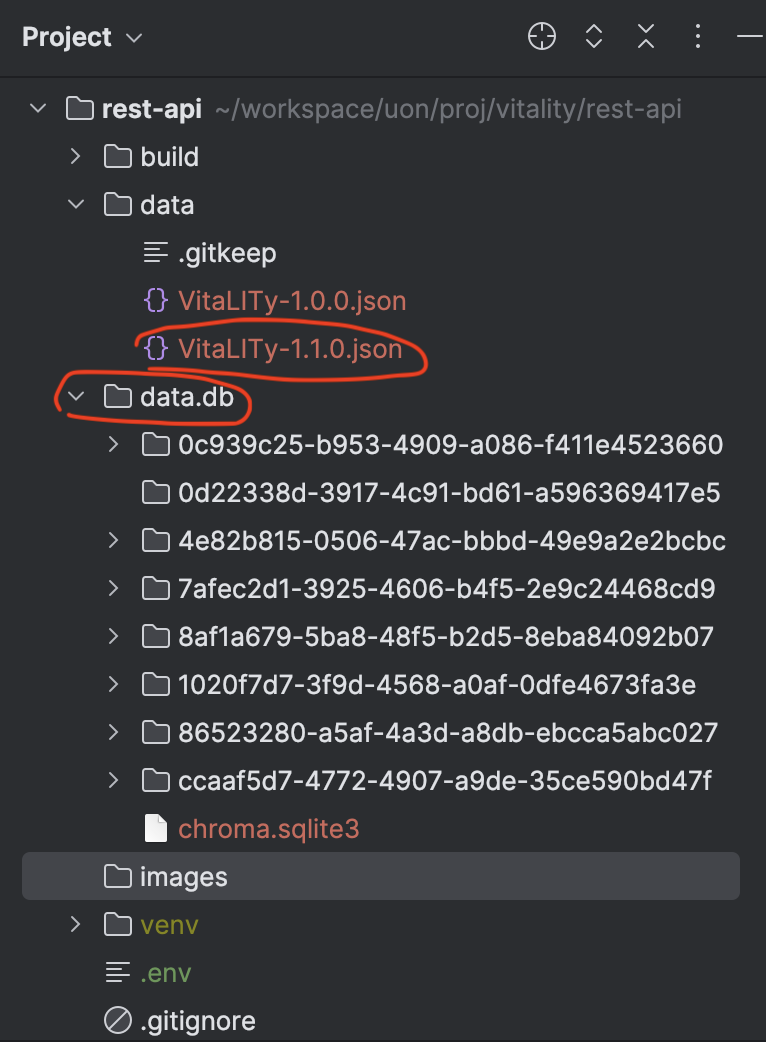 Project
rest-api ~/workspace/uon/proj/vitality/rest-api
build
data
.gitkeep
{} VitaLITy-1.0.0.json
{} VitaLITy-1.1.0.json
data.db
0c939c25-b953-4909-a086-f411e4523660
0d22338d-3917-4c91-bd61-a596369417e5
4e82b815-0506-47ac-bbbd-49e9a2e2bcbc
7afec2d1-3925-4606-b4f5-2e9c24468cd9
8af1a679-5ba8-48f5-b2d5-8eba84092b07
1020f7d7-3f9d-4568-a0af-0dfe4673fa3e
86523280-a5af-4a3d-a8db-ebcca5abc027
ccaaf5d7-4772-4907-a9de-35ce590bd47f
chroma.sqlite3
images
venv
.env
.gitignore